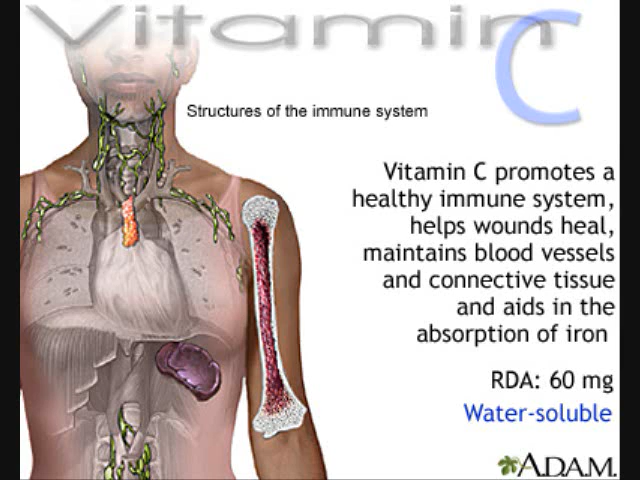 Vitamin C
Structures of the immune system
Vitamin C promotes a
healthy immune system,
helps wounds heal,
maintains blood vessels
and connective tissue
and aids in the
absorption of iron
RDA: 60 mg
Water-soluble
A.D.A.M.